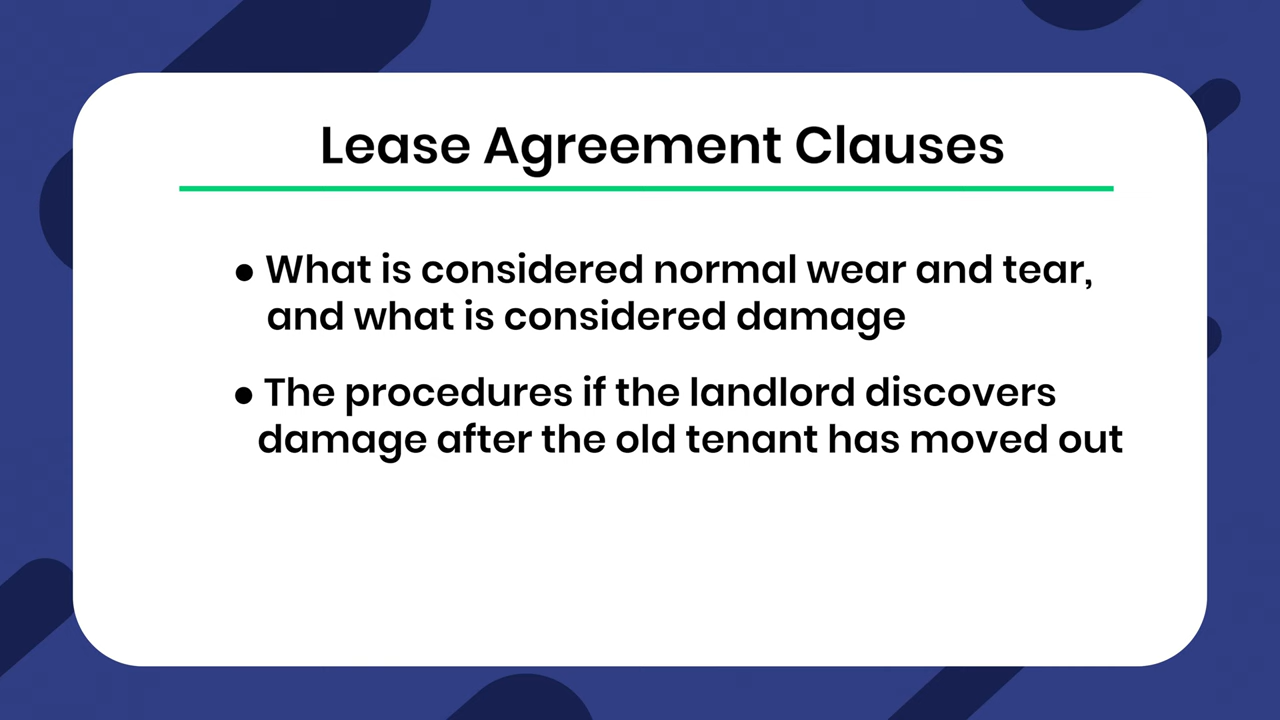 Lease Agreement Clauses
● What is considered normal wear and tear,
and what is considered damage
● The procedures if the landlord discovers
damage after the old tenant has moved out